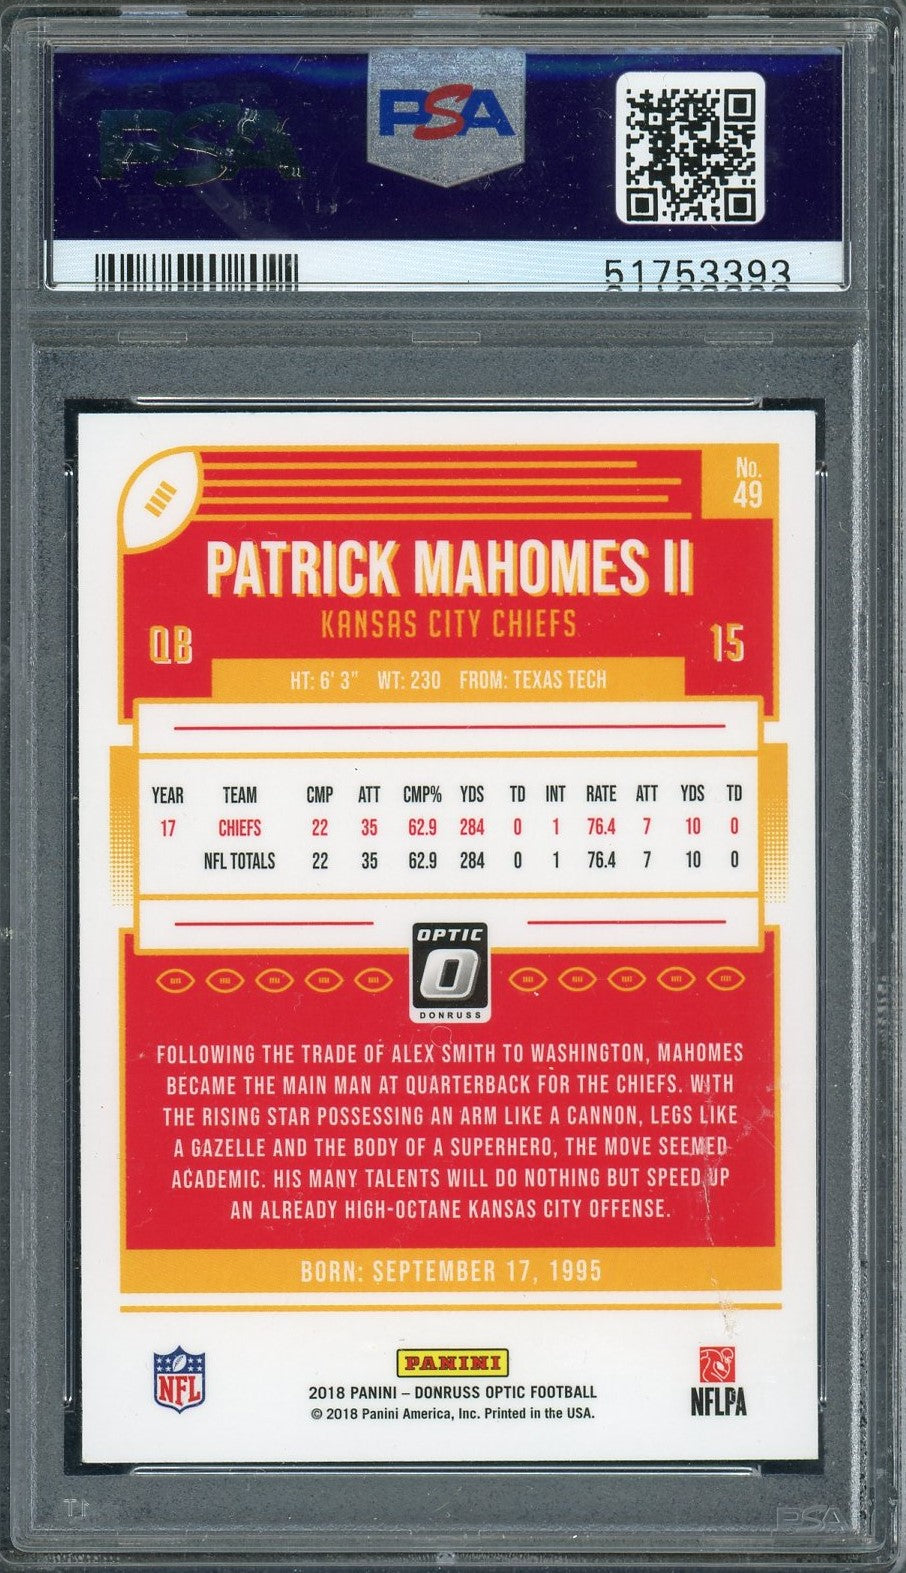 PSA
PSA
51753393
No.
49
PATRICK MAHOMES II
KANSAS CITY CHIEFS
QB
15
HT: 6' 3" WT: 230 FROM: TEXAS TECH
YEAR TEAM CMP ATT CMP% YDS TD INT RATE ATT YDS TD
17 CHIEFS 22 35 62.9 284 0 1 76.4 7 10 0
NFL TOTALS 22 35 62.9 284 0 1 76.4 7 10 0
OPTIC
O
DONRUSS
FOLLOWING THE TRADE OF ALEX SMITH TO WASHINGTON, MAHOMES
BECAME THE MAIN MAN AT QUARTERBACK FOR THE CHIEFS. WITH
THE RISING STAR POSSESSING AN ARM LIKE A CANNON, LEGS LIKE
A GAZELLE AND THE BODY OF A SUPERHERO, THE MOVE SEEMED
ACADEMIC. HIS MANY TALENTS WILL DO NOTHING BUT SPEED UP
AN ALREADY HIGH-OCTANE KANSAS CITY OFFENSE.
BORN: SEPTEMBER 17, 1995
NFL
PANINI
2018 PANINI – DONRUSS OPTIC FOOTBALL
© 2018 Panini America, Inc. Printed in the USA.
NFLPA
PSA